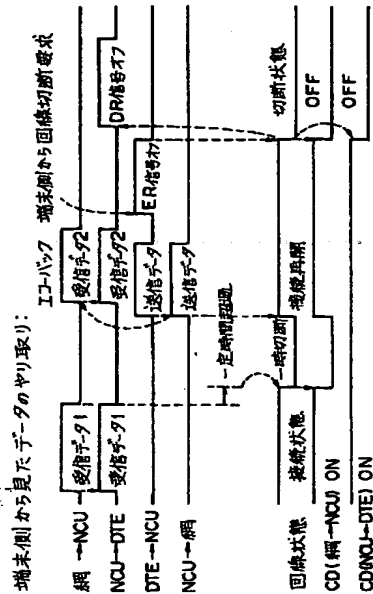 端末側から見たデータのやり取り:
エコーバック 端末側から回線切断要求
網→NCU 受信データ1 受信データ2
NCU→DTE 受信データ1 受信データ2 DR信号オフ
DTE→NCU 送信データ ER信号オフ
NCU→網 送信データ
一定時間超過
回線状態 接続状態 一時切断 接続再開 切断状態
CD(網→NCU) ON OFF
CD(NCU→DTE) ON OFF